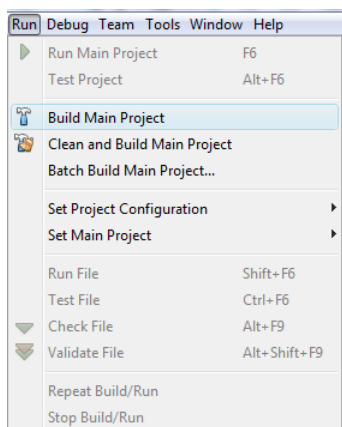 Run Debug Team Tools Window Help
Run Main Project F6
Test Project Alt+F6
Build Main Project
Clean and Build Main Project
Batch Build Main Project...
Set Project Configuration
Set Main Project
Run File Shift+F6
Test File Ctrl+F6
Check File Alt+F9
Validate File Alt+Shift+F9
Repeat Build/Run
Stop Build/Run